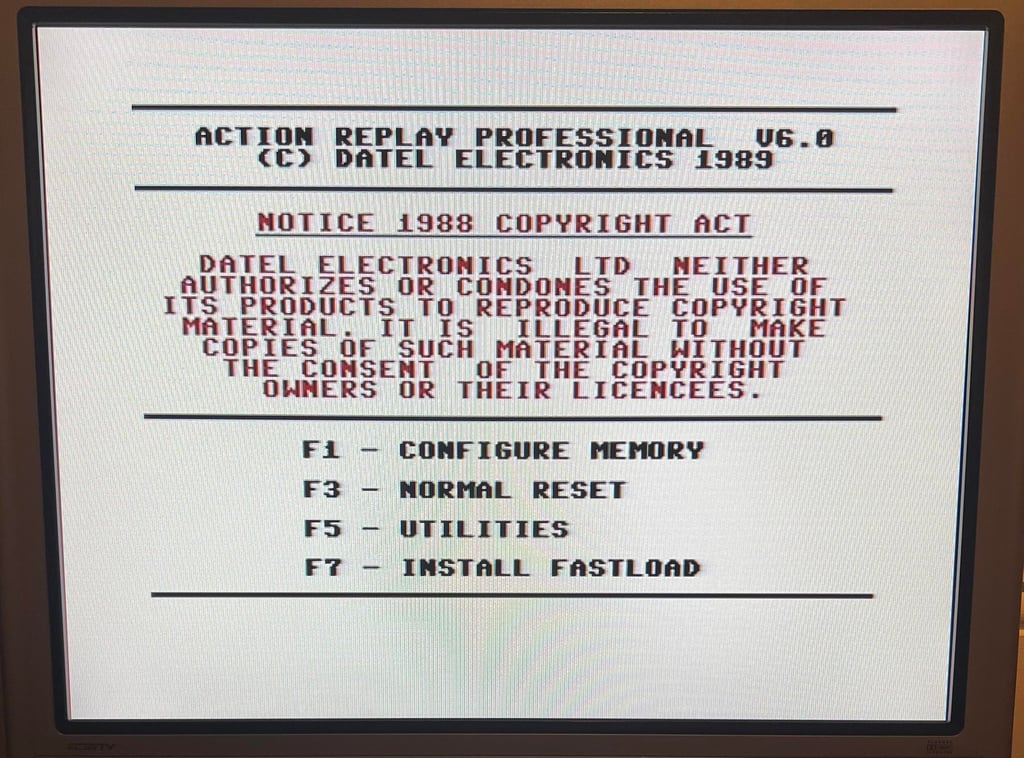 ACTION REPLAY PROFESSIONAL V6.0
(C) DATEL ELECTRONICS 1989
NOTICE 1988 COPYRIGHT ACT
DATEL ELECTRONICS LTD NEITHER
AUTHORIZES OR CONDONES THE USE OF
ITS PRODUCTS TO REPRODUCE COPYRIGHT
MATERIAL. IT IS ILLEGAL TO MAKE
COPIES OF SUCH MATERIAL WITHOUT
THE CONSENT OF THE COPYRIGHT
OWNERS OR THEIR LICENCEES.
F1 - CONFIGURE MEMORY
F3 - NORMAL RESET
F5 - UTILITIES
F7 - INSTALL FASTLOAD